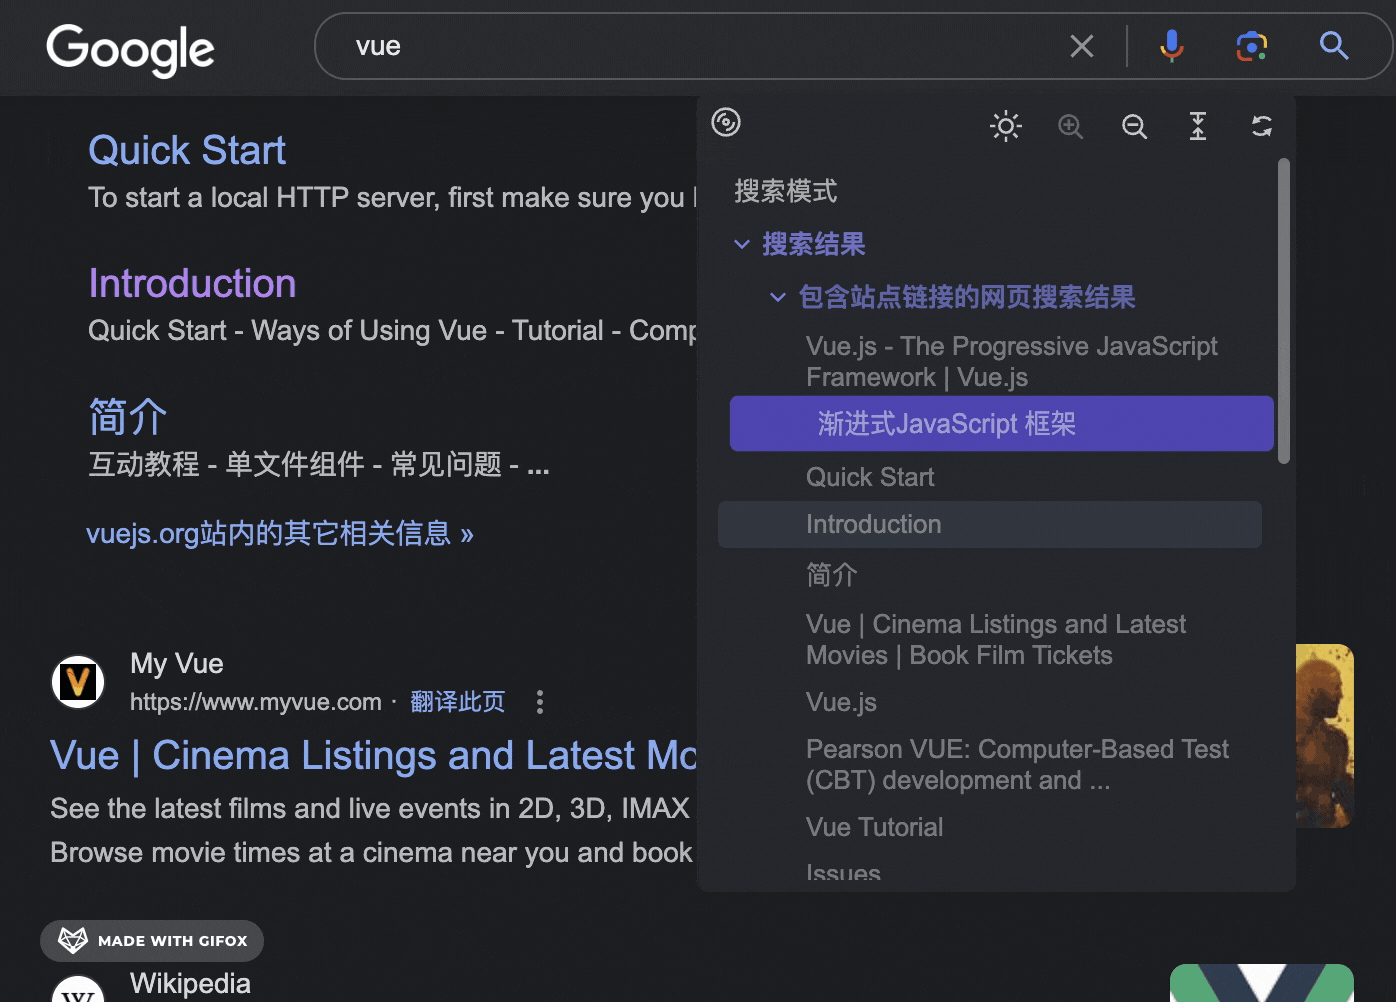 Google
vue
Quick Start
To start a local HTTP server, first make sure you
Introduction
Quick Start - Ways of Using Vue - Tutorial - Comp
简介
互动教程 - 单文件组件 - 常见问题 - ...
vuejs.org站内的其它相关信息 »
My Vue
https://www.myvue.com · 翻译此页
Vue | Cinema Listings and Latest Mo
See the latest films and live events in 2D, 3D, IMAX
Browse movie times at a cinema near you and book
MADE WITH GIFOX
Wikipedia
W
搜索模式
搜索结果
包含站点链接的网页搜索结果
Vue.js - The Progressive JavaScript
Framework | Vue.js
渐进式JavaScript 框架
Quick Start
Introduction
简介
Vue | Cinema Listings and Latest
Movies | Book Film Tickets
Vue.js
Pearson VUE: Computer-Based Test
(CBT) development and ...
Vue Tutorial
Issues